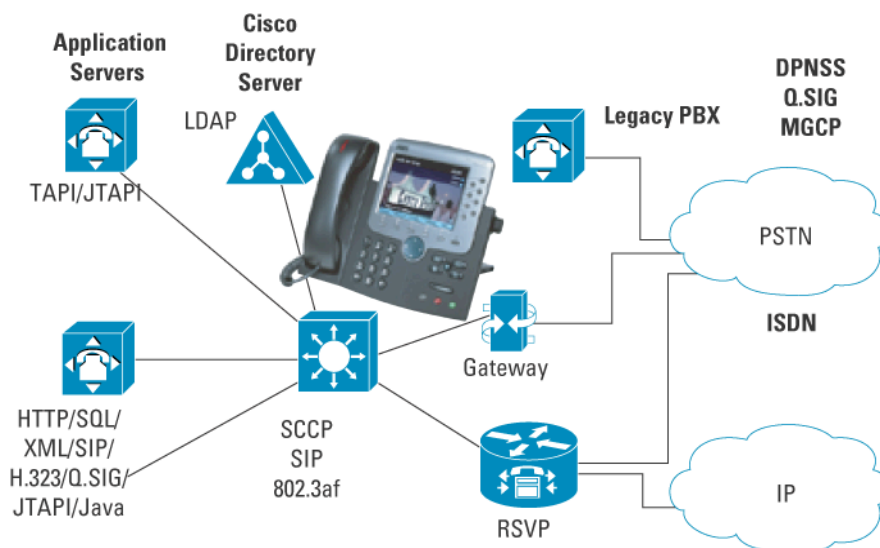 Application
Servers
TAPI/JTAPI
Cisco
Directory
Server
LDAP
Legacy PBX
DPNSS
Q.SIG
MGCP
PSTN
ISDN
Gateway
HTTP/SQL/
XML/SIP/
H.323/Q.SIG/
JTAPI/Java
SCCP
SIP
802.3af
RSVP
IP